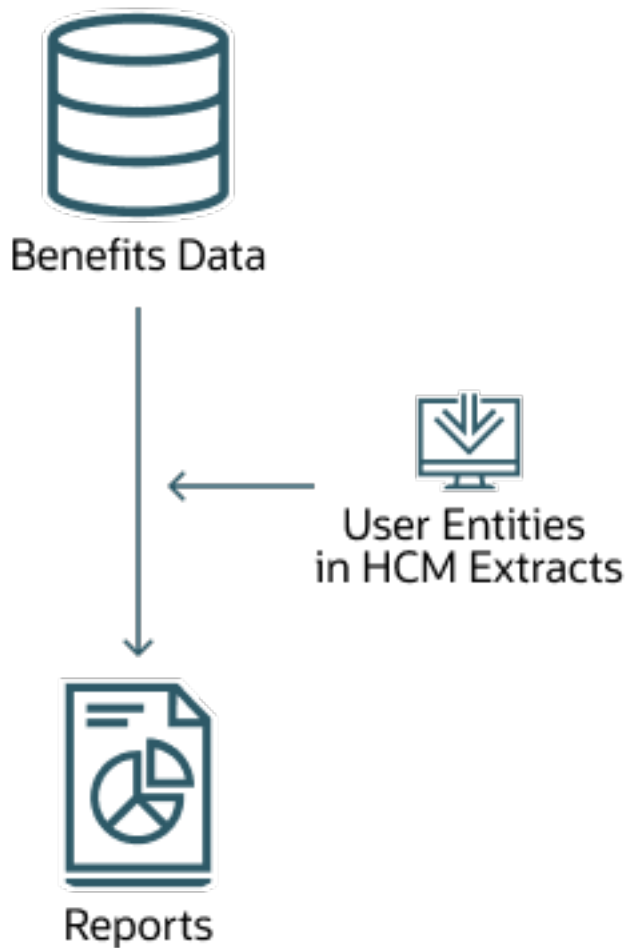 Benefits Data
User Entities
in HCM Extracts
Reports